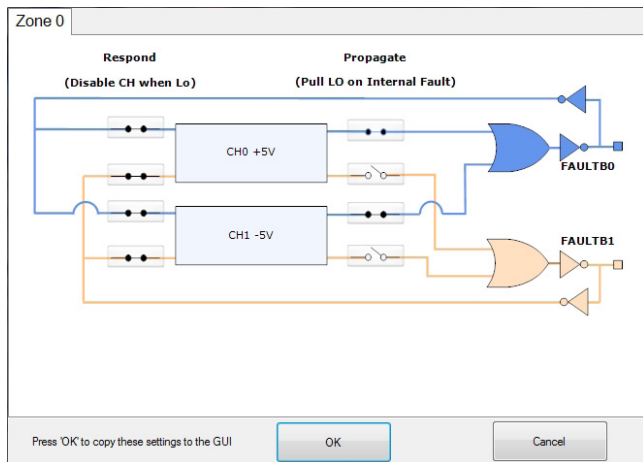 Zone 0
Respond
(Disable CH when Lo)
Propagate
(Pull LO on Internal Fault)
CH0 +5V
FAULTB0
CH1 -5V
FAULTB1
Press 'OK' to copy these settings to the GUI
OK
Cancel